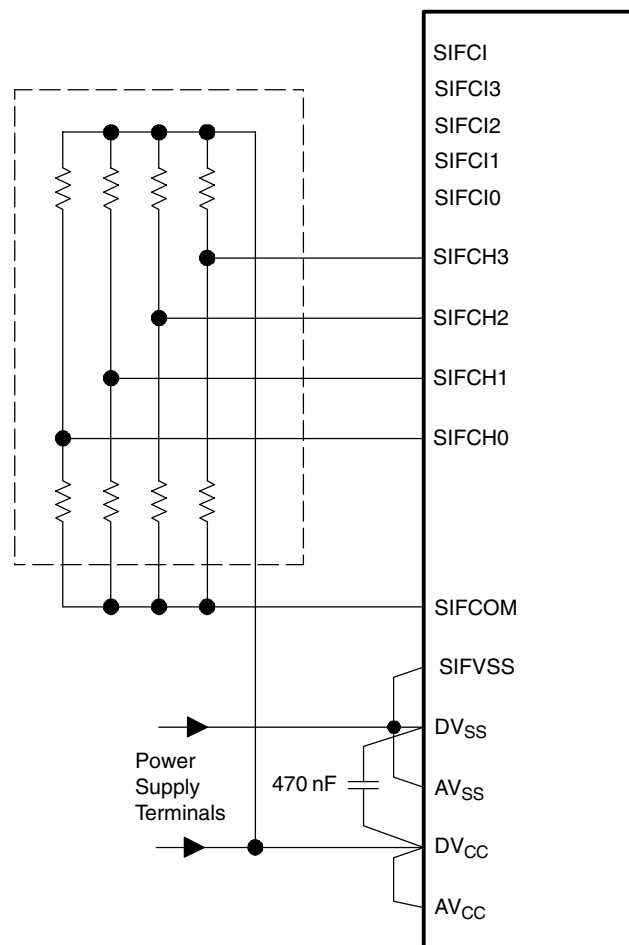 SIFCI
SIFCI3
SIFCI2
SIFCI1
SIFCI0
SIFCH3
SIFCH2
SIFCH1
SIFCH0
SIFCOM
SIFVSS
DVSS
Power
Supply
Terminals
470 nF
AVSS
DVCC
AVCC